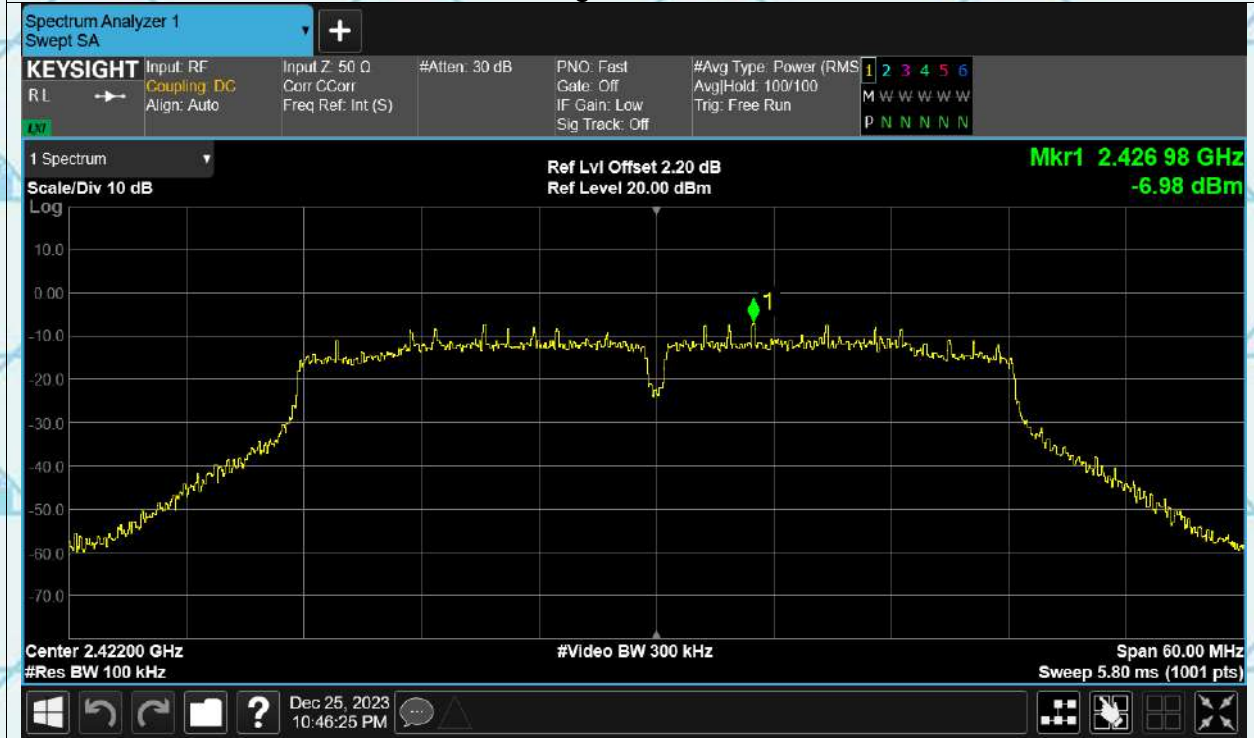 Spectrum Analyzer 1
Swept SA
+
KEYSIGHT
RL
LXI
Input: RF
Coupling: DC
Align: Auto
Input Z: 50 Ω
Corr CCorr
Freq Ref: Int (S)
#Atten: 30 dB
PNO: Fast
Gate: Off
IF Gain: Low
Sig Track: Off
#Avg Type: Power (RMS
Avg|Hold: 100/100
Trig: Free Run
1 2 3 4 5 6
M W W W W W
P N N N N N
1 Spectrum
Scale/Div 10 dB
Log
Ref Lvl Offset 2.20 dB
Ref Level 20.00 dBm
Mkr1 2.426 98 GHz
-6.98 dBm
10.0
0.00
1
-10.0
-20.0
-30.0
-40.0
-50.0
-60.0
-70.0
Center 2.42200 GHz
#Res BW 100 kHz
#Video BW 300 kHz
Span 60.00 MHz
Sweep 5.80 ms (1001 pts)
?
Dec 25, 2023
10:46:25 PM